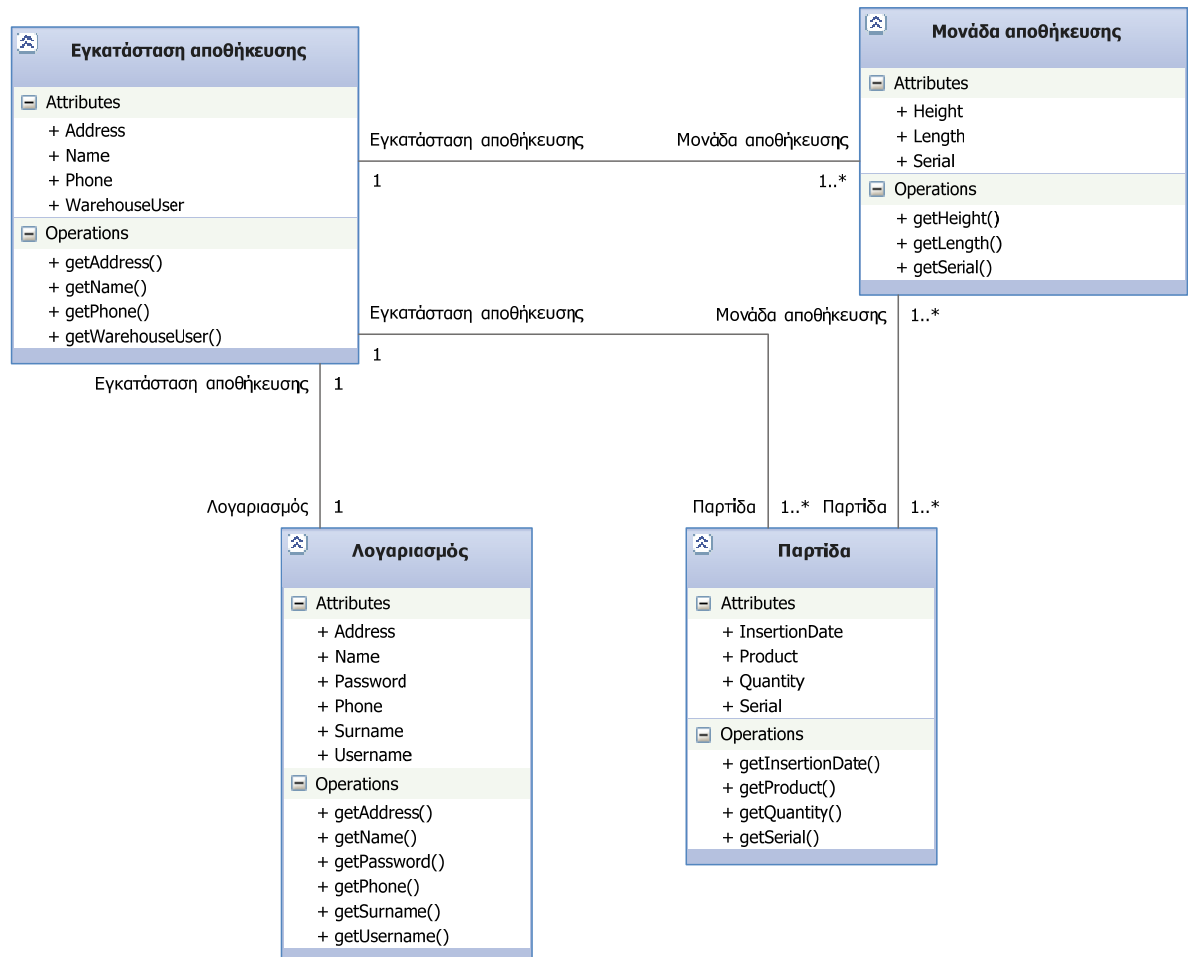 Εγκατάσταση αποθήκευσης
Attributes
+ Address
+ Name
+ Phone
+ WarehouseUser
Operations
+ getAddress()
+ getName()
+ getPhone()
+ getWarehouseUser()
Μονάδα αποθήκευσης
Attributes
+ Height
+ Length
+ Serial
Operations
+ getHeight()
+ getLength()
+ getSerial()
Εγκατάσταση αποθήκευσης
Μονάδα αποθήκευσης
1
1..*
Εγκατάσταση αποθήκευσης
1
Μονάδα αποθήκευσης
1..*
Εγκατάσταση αποθήκευσης
1
Λογαριασμός
1
Παρτίδα
1..*
Παρτίδα
1..*
Λογαριασμός
Attributes
+ Address
+ Name
+ Password
+ Phone
+ Surname
+ Username
Operations
+ getAddress()
+ getName()
+ getPassword()
+ getPhone()
+ getSurname()
+ getUsername()
Παρτίδα
Attributes
+ InsertionDate
+ Product
+ Quantity
+ Serial
Operations
+ getInsertionDate()
+ getProduct()
+ getQuantity()
+ getSerial()